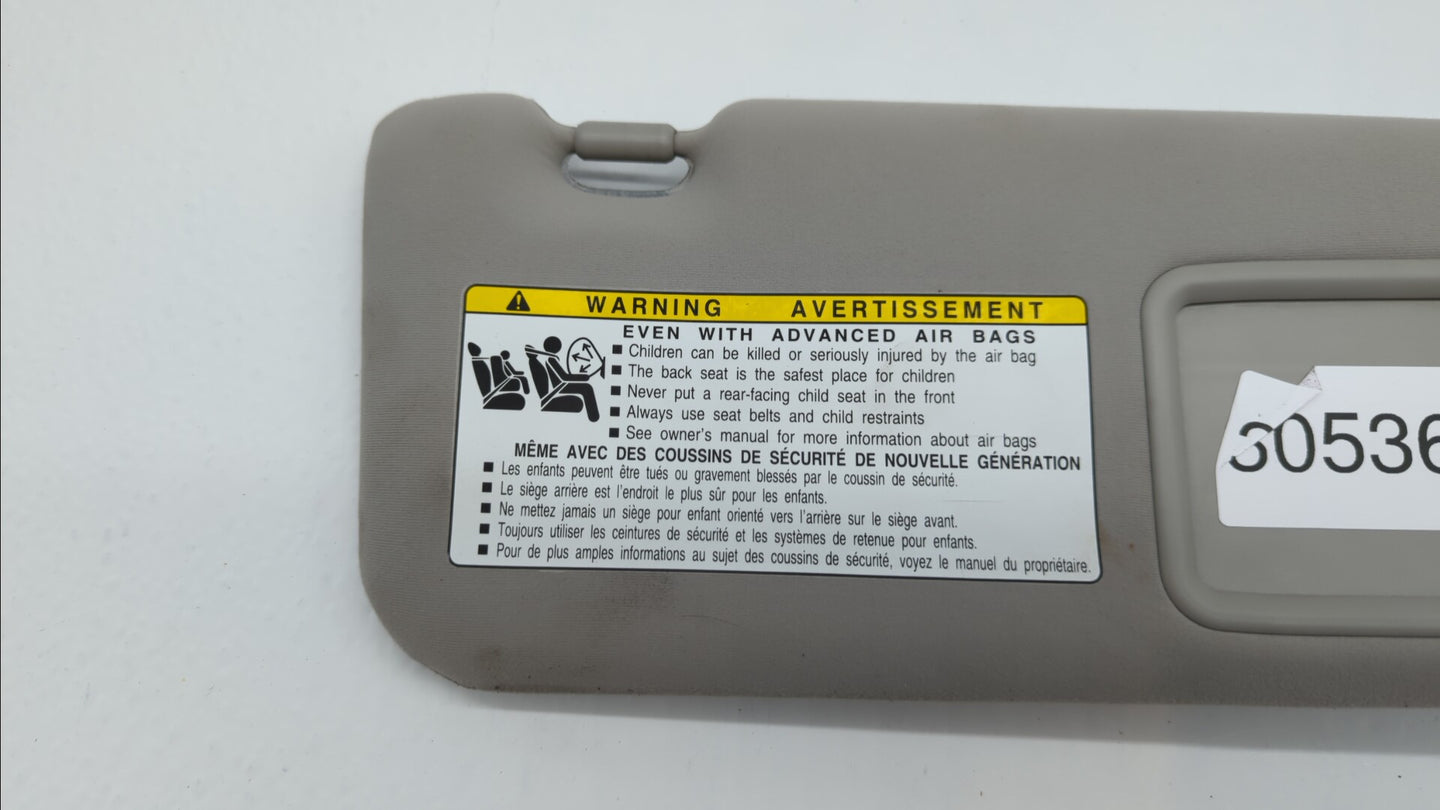 WARNING AVERTISSEMENT
EVEN WITH ADVANCED AIR BAGS
■ Children can be killed or seriously injured by the air bag
■ The back seat is the safest place for children
■ Never put a rear-facing child seat in the front
■ Always use seat belts and child restraints
■ See owner's manual for more information about air bags
MÊME AVEC DES COUSSINS DE SÉCURITÉ DE NOUVELLE GÉNÉRATION
■ Les enfants peuvent être tués ou gravement blessés par le coussin de sécurité.
■ Le siège arrière est l'endroit le plus sûr pour les enfants.
■ Ne mettez jamais un siège pour enfant orienté vers l'arrière sur le siège avant.
■ Toujours utiliser les ceintures de sécurité et les systèmes de retenue pour enfants.
■ Pour de plus amples informations au sujet des coussins de sécurité, voyez le manuel du propriétaire.
30536